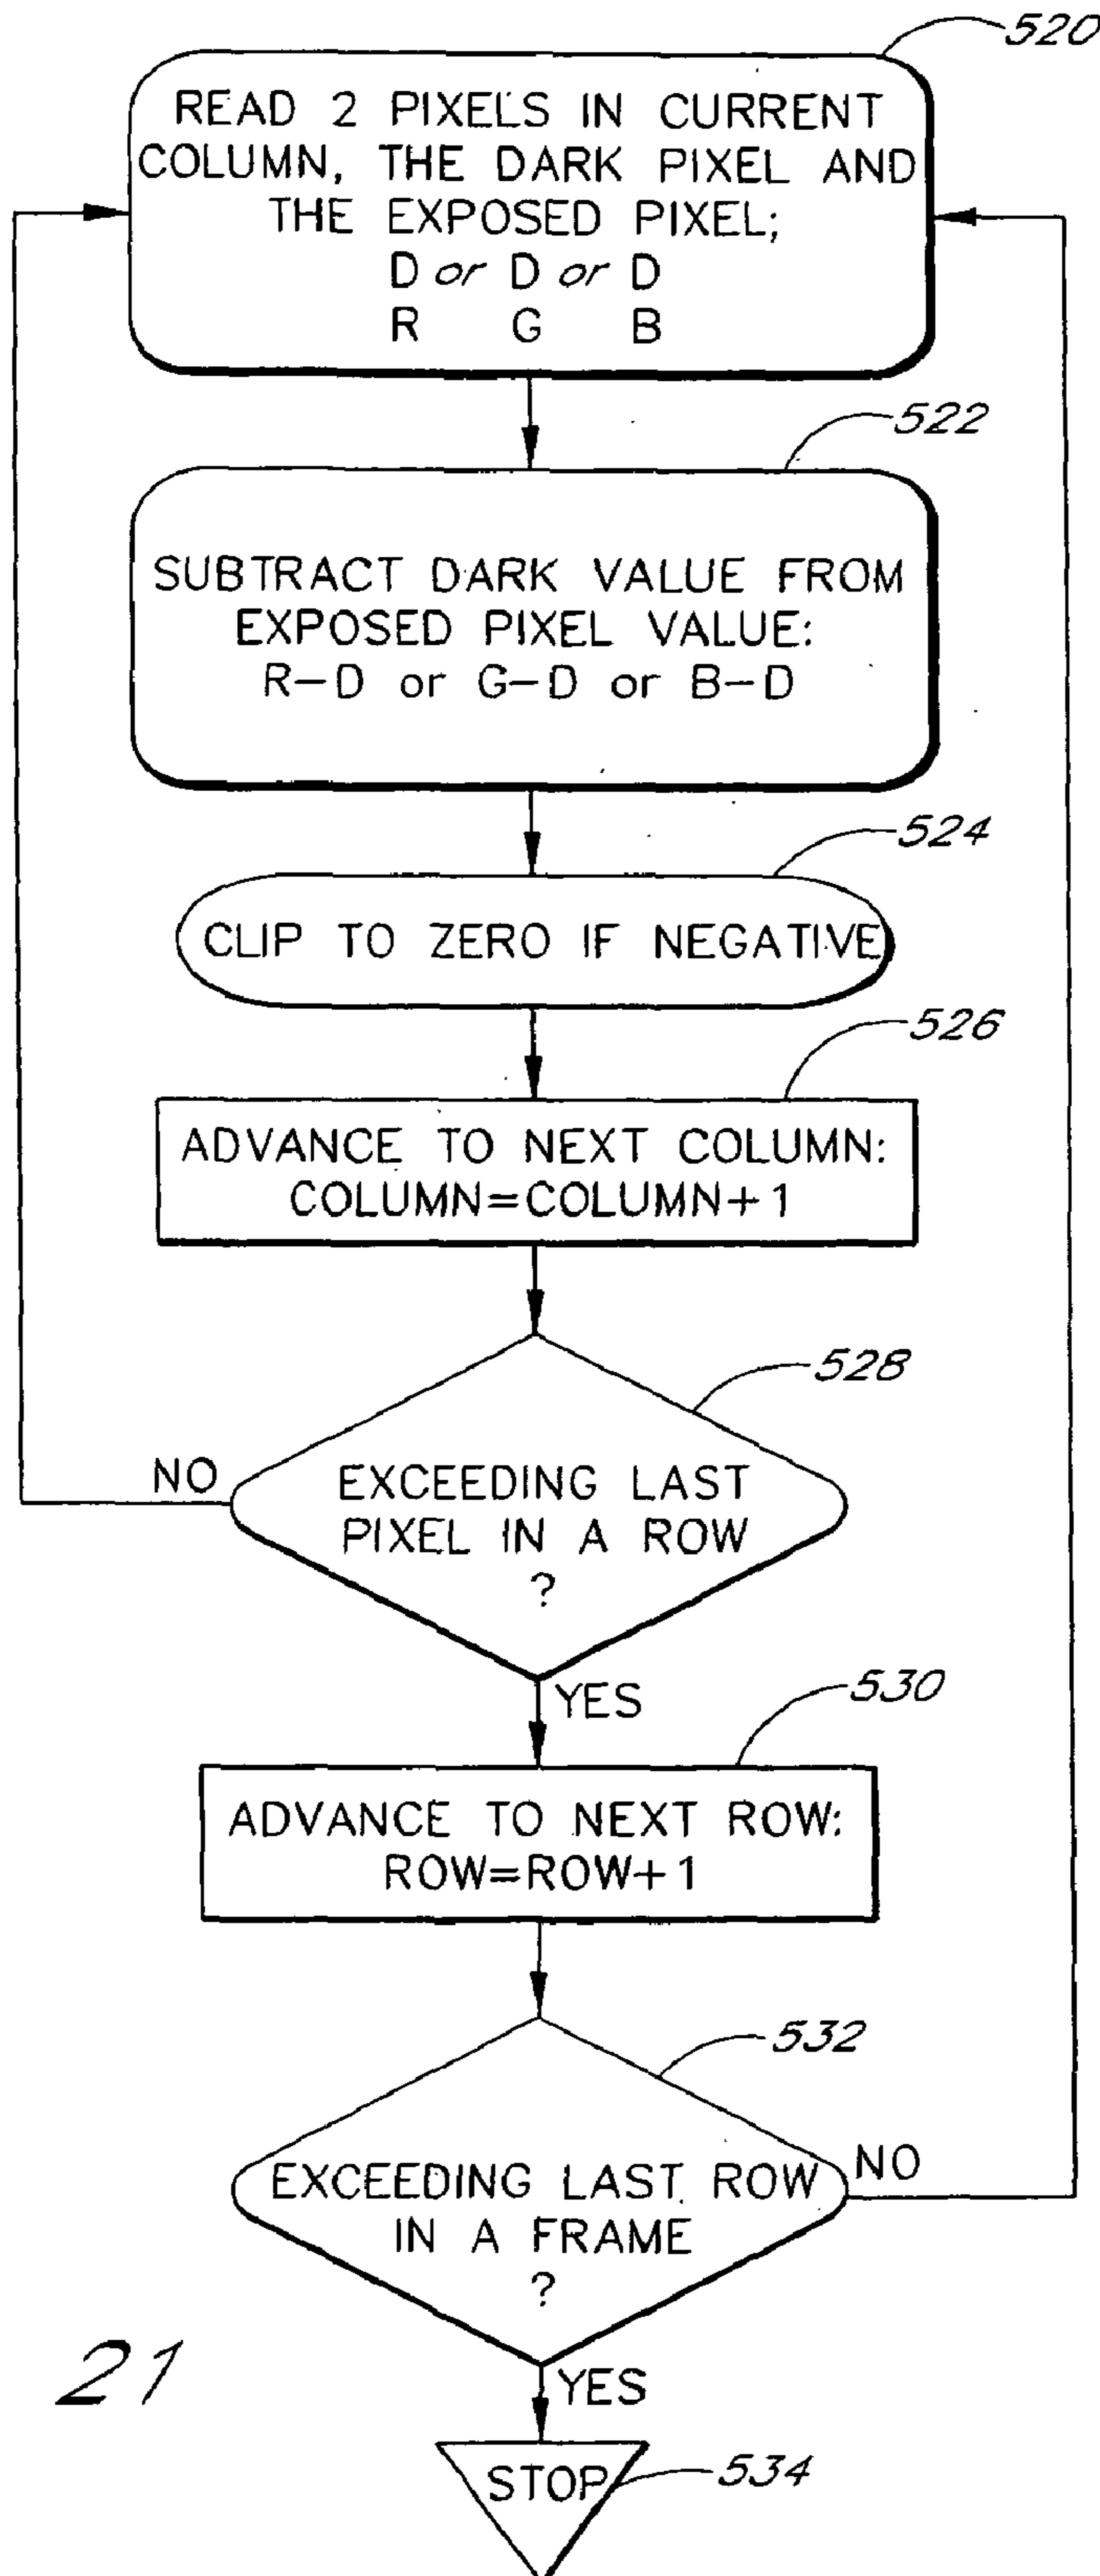 520
READ 2 PIXELS IN CURRENT
COLUMN, THE DARK PIXEL AND
THE EXPOSED PIXEL;
D or D or D
R G B
522
SUBTRACT DARK VALUE FROM
EXPOSED PIXEL VALUE:
R-D or G-D or B-D
524
CLIP TO ZERO IF NEGATIVE
526
ADVANCE TO NEXT COLUMN:
COLUMN=COLUMN+1
528
NO
EXCEEDING LAST
PIXEL IN A ROW
?
YES
530
ADVANCE TO NEXT ROW:
ROW=ROW+1
532
NO
EXCEEDING LAST ROW
IN A FRAME
?
21
YES
STOP
534